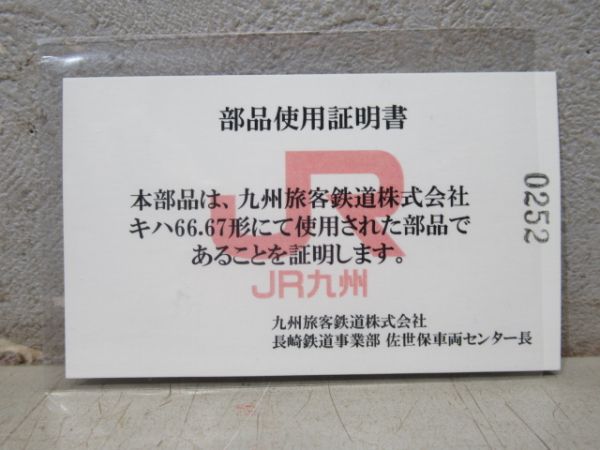 部品使用証明書
本部品は、九州旅客鉄道株式会社
キハ66.67形にて使用された部品で
あることを証明します。
JR
JR九州
九州旅客鉄道株式会社
長崎鉄道事業部 佐世保車両センター長
0252